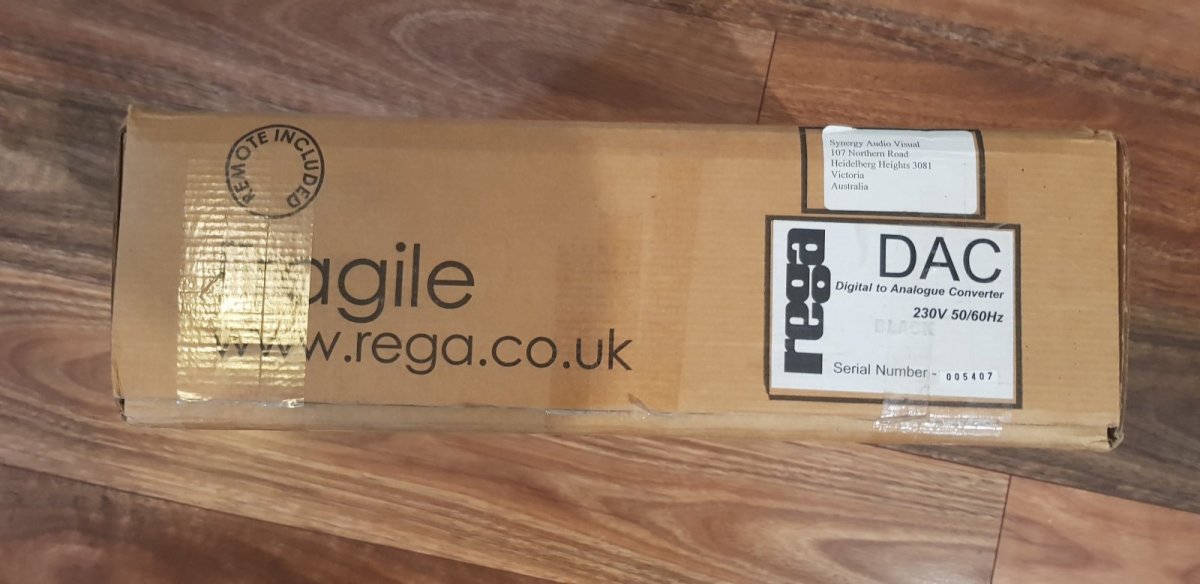 REMOTE INCLUDED
Fragile
www.rega.co.uk
Synergy Audio Visual
107 Northern Road
Heidelberg Heights 3081
Victoria
Australia
rega
DAC
Digital to Analogue Converter
230V 50/60Hz
BLACK
Serial Number - 005407